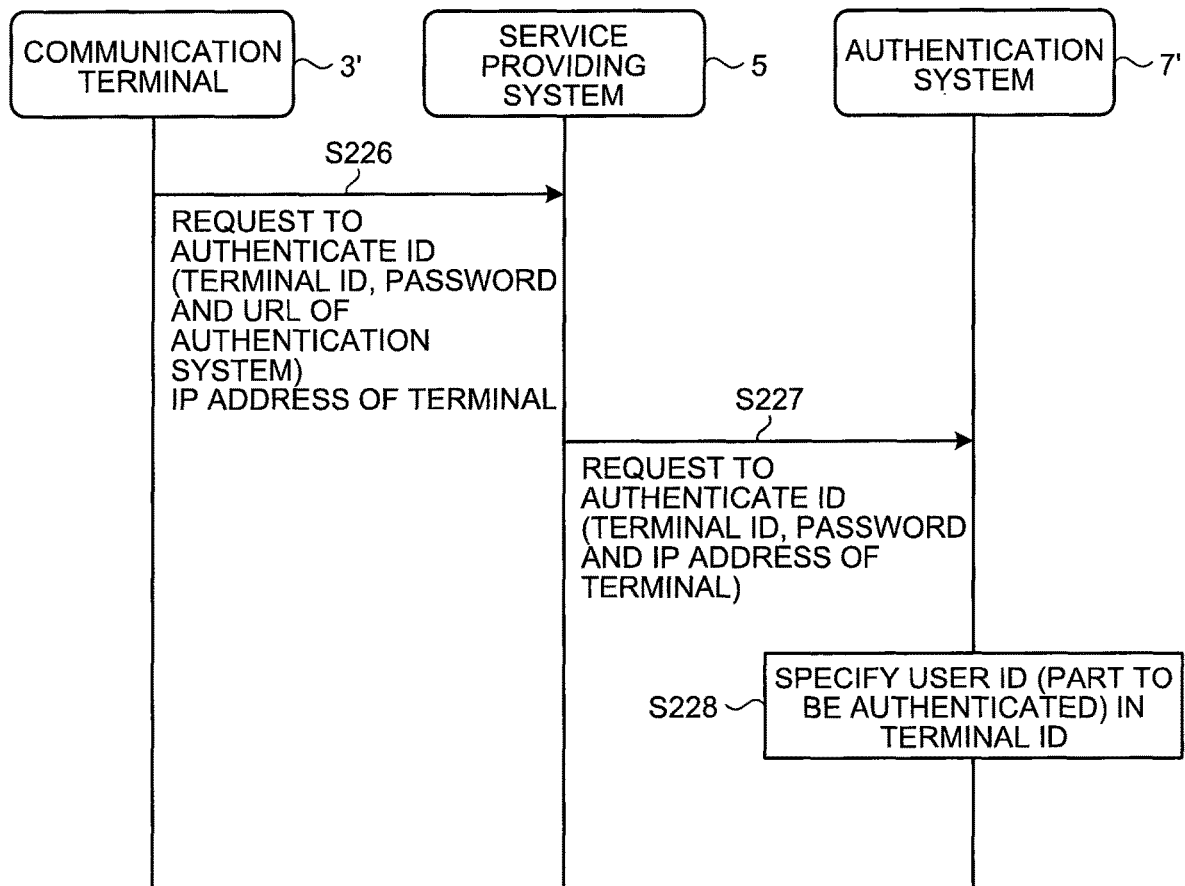 COMMUNICATION
TERMINAL
3'
SERVICE
PROVIDING
SYSTEM
5
AUTHENTICATION
SYSTEM
7'
S226
REQUEST TO
AUTHENTICATE ID
(TERMINAL ID, PASSWORD
AND URL OF
AUTHENTICATION
SYSTEM)
IP ADDRESS OF TERMINAL
S227
REQUEST TO
AUTHENTICATE ID
(TERMINAL ID, PASSWORD
AND IP ADDRESS OF
TERMINAL)
S228
SPECIFY USER ID (PART TO
BE AUTHENTICATED) IN
TERMINAL ID